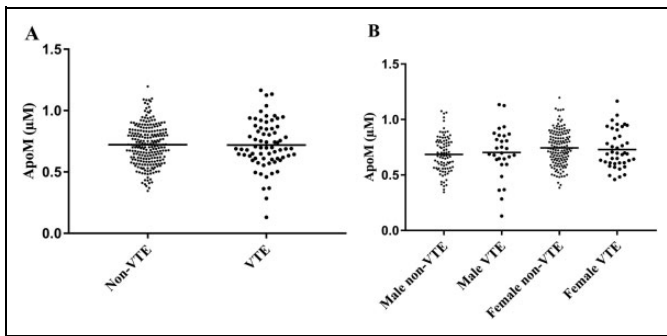 A
B
1.5
1.0
0.5
0.0
ApoM (μM)
Non-VTE
VTE
1.5
1.0
0.5
0.0
ApoM (μM)
Male non-VTE
Male VTE
Female non-VTE
Female VTE